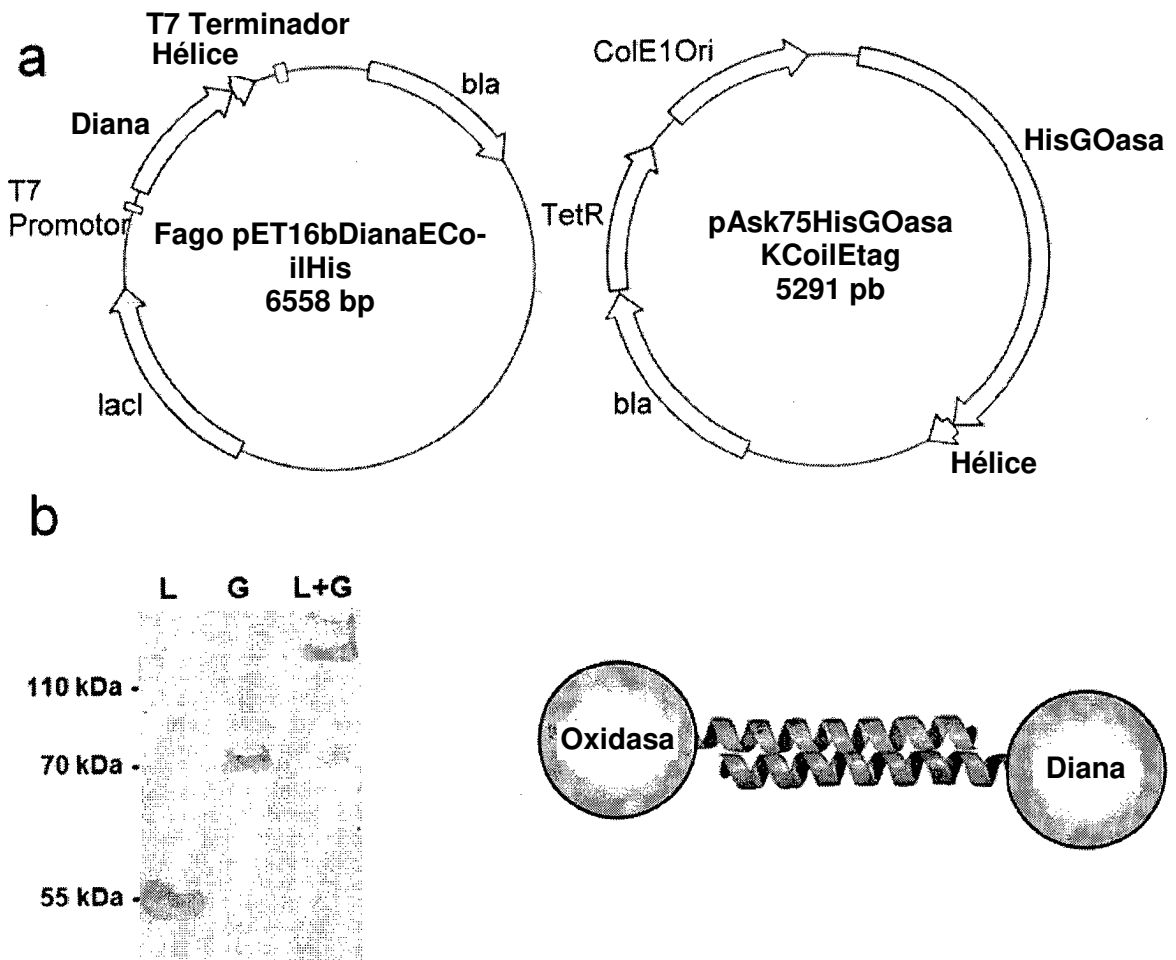 a
T7 Terminador
Hélice
bla
Diana
T7
Promotor
Fago pET16bDianaECo-
ilHis
6558 bp
lacI
ColE1Ori
HisGOasa
TetR
pAsk75HisGOasa
KCoilEtag
5291 pb
bla
Hélice
b
L G L+G
110 kDa
70 kDa
55 kDa
Oxidasa
Diana